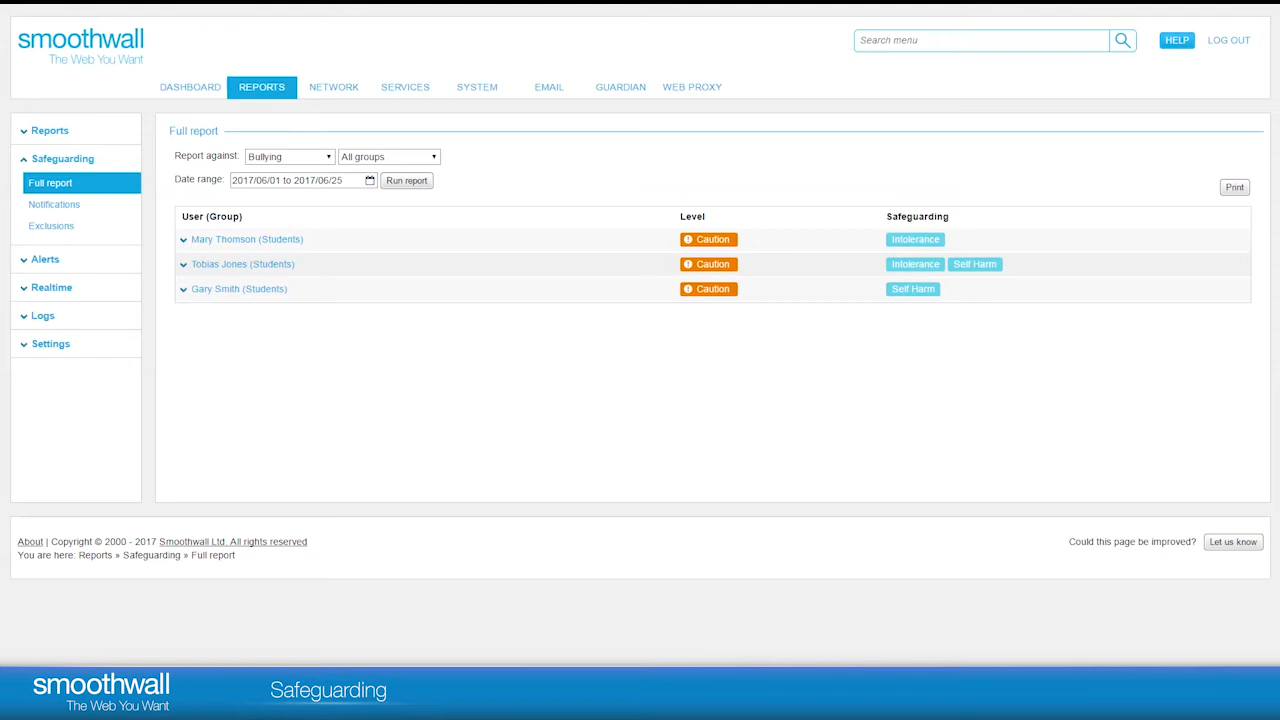 smoothwall
The Web You Want
Search menu
HELP
LOG OUT
DASHBOARD REPORTS NETWORK SERVICES SYSTEM EMAIL GUARDIAN WEB PROXY
Reports
Safeguarding
Full report
Notifications
Exclusions
Alerts
Realtime
Logs
Settings
Full report
Report against: Bullying All groups
Date range: 2017/06/01 to 2017/06/25 Run report
Print
User (Group) Level Safeguarding
Mary Thomson (Students) Caution Intolerance
Tobias Jones (Students) Caution Intolerance Self Harm
Gary Smith (Students) Caution Self Harm
About | Copyright © 2000 - 2017 Smoothwall Ltd. All rights reserved
You are here: Reports » Safeguarding » Full report
Could this page be improved? Let us know
smoothwall
The Web You Want
Safeguarding